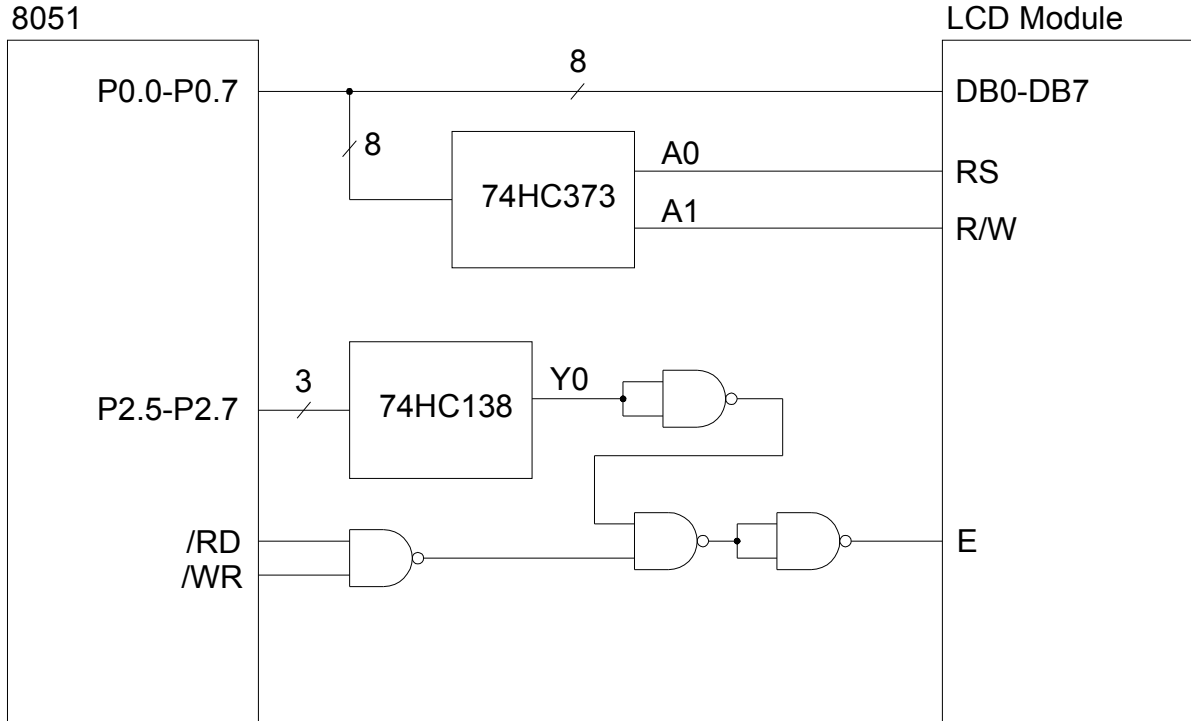 8051
LCD Module
P0.0-P0.7
8
DB0-DB7
8
74HC373
A0
RS
A1
R/W
P2.5-P2.7
3
74HC138
Y0
/RD
/WR
E